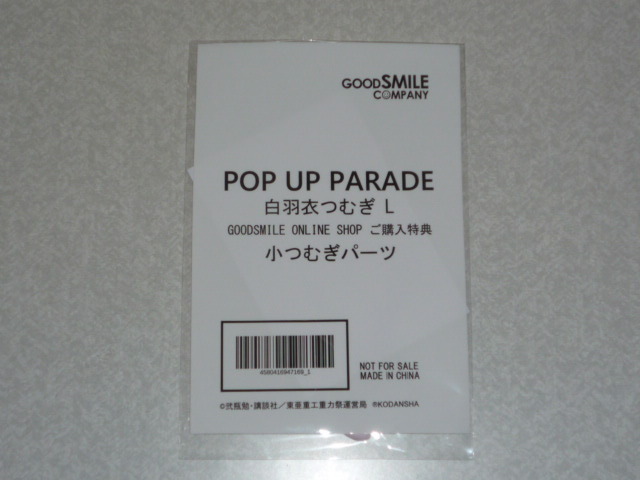 GOODSMILE
COMPANY
POP UP PARADE
白羽衣つむぎ L
GOODSMILE ONLINE SHOP ご購入特典
小つむぎパーツ
4580416947169_1
NOT FOR SALE
MADE IN CHINA
©弐瓶勉・講談社／東亜重工重力祭運営局 ®KODANSHA